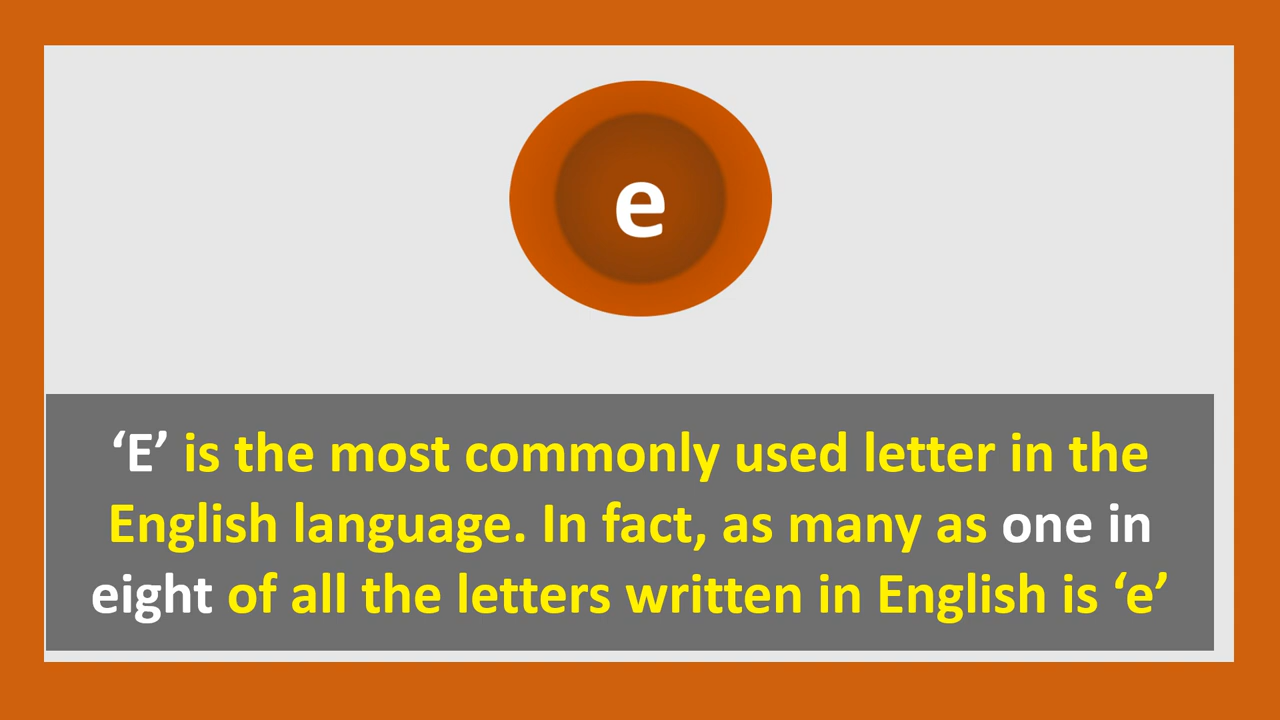 e
‘E’ is the most commonly used letter in the
English language. In fact, as many as one in
eight of all the letters written in English is ‘e’